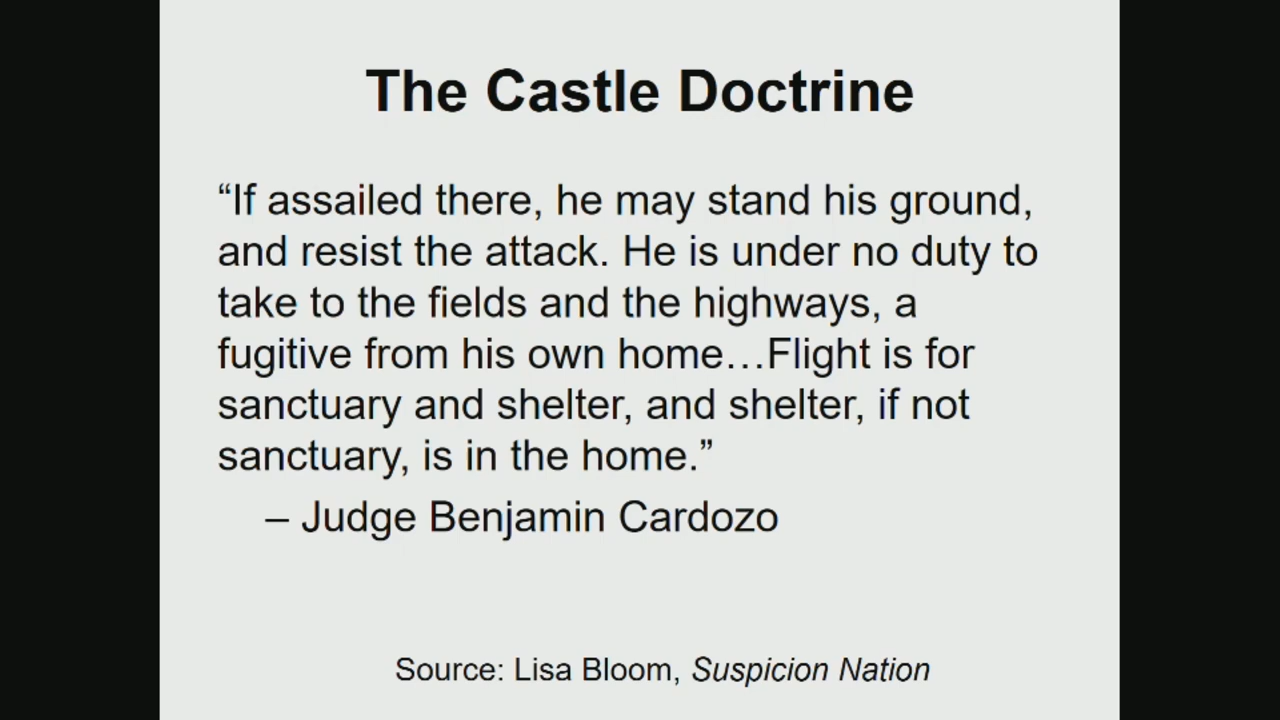 The Castle Doctrine
“If assailed there, he may stand his ground,
and resist the attack. He is under no duty to
take to the fields and the highways, a
fugitive from his own home…Flight is for
sanctuary and shelter, and shelter, if not
sanctuary, is in the home.”
– Judge Benjamin Cardozo
Source: Lisa Bloom, Suspicion Nation